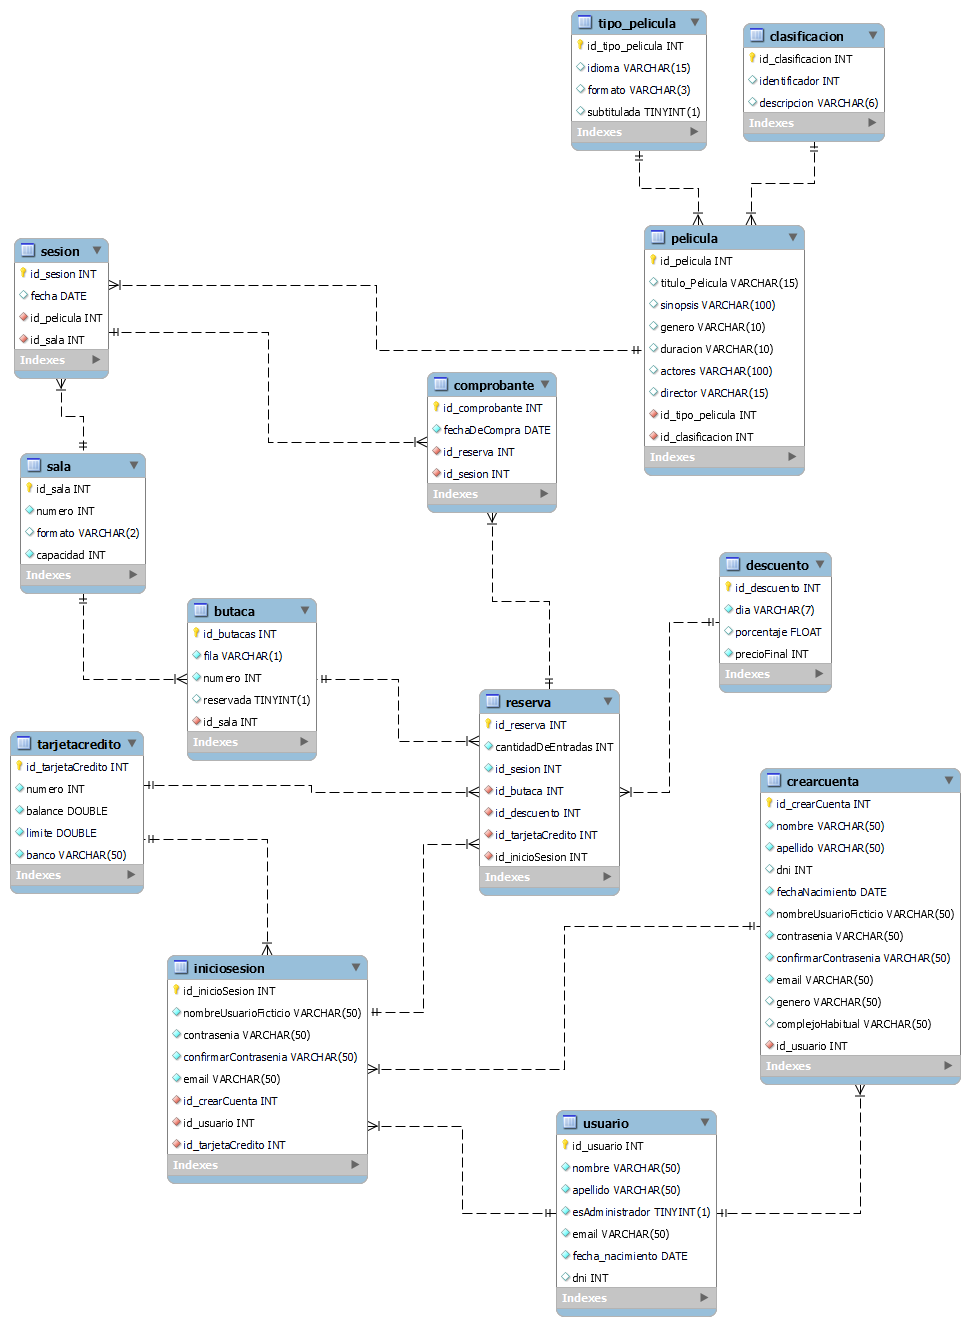 tipo_pelicula
id_tipo_pelicula INT
idioma VARCHAR(15)
formato VARCHAR(3)
subtitulada TINYINT(1)
Indexes
clasificacion
id_clasificacion INT
identificador INT
descripcion VARCHAR(6)
Indexes
pelicula
id_pelicula INT
titulo_Pelicula VARCHAR(15)
sinopsis VARCHAR(100)
genero VARCHAR(10)
duracion VARCHAR(10)
actores VARCHAR(100)
director VARCHAR(15)
id_tipo_pelicula INT
id_clasificacion INT
Indexes
sesion
id_sesion INT
fecha DATE
id_pelicula INT
id_sala INT
Indexes
comprobante
id_comprobante INT
fechaDeCompra DATE
id_reserva INT
id_sesion INT
Indexes
sala
id_sala INT
numero INT
formato VARCHAR(2)
capacidad INT
Indexes
descuento
id_descuento INT
dia VARCHAR(7)
porcentaje FLOAT
precioFinal INT
Indexes
butaca
id_butacas INT
fila VARCHAR(1)
numero INT
reservada TINYINT(1)
id_sala INT
Indexes
reserva
id_reserva INT
cantidadDeEntradas INT
id_sesion INT
id_butaca INT
id_descuento INT
id_tarjetaCredito INT
id_inicioSesion INT
Indexes
tarjetacredito
id_tarjetaCredito INT
numero INT
balance DOUBLE
limite DOUBLE
banco VARCHAR(50)
Indexes
crearcuenta
id_crearCuenta INT
nombre VARCHAR(50)
apellido VARCHAR(50)
dni INT
fechaNacimiento DATE
nombreUsuarioFicticio VARCHAR(50)
contrasenia VARCHAR(50)
confirmarContrasenia VARCHAR(50)
email VARCHAR(50)
genero VARCHAR(50)
complejoHabitual VARCHAR(50)
id_usuario INT
Indexes
iniciosesion
id_inicioSesion INT
nombreUsuarioFicticio VARCHAR(50)
contrasenia VARCHAR(50)
confirmarContrasenia VARCHAR(50)
email VARCHAR(50)
id_crearCuenta INT
id_usuario INT
id_tarjetaCredito INT
Indexes
usuario
id_usuario INT
nombre VARCHAR(50)
apellido VARCHAR(50)
esAdministrador TINYINT(1)
email VARCHAR(50)
fecha_nacimiento DATE
dni INT
Indexes